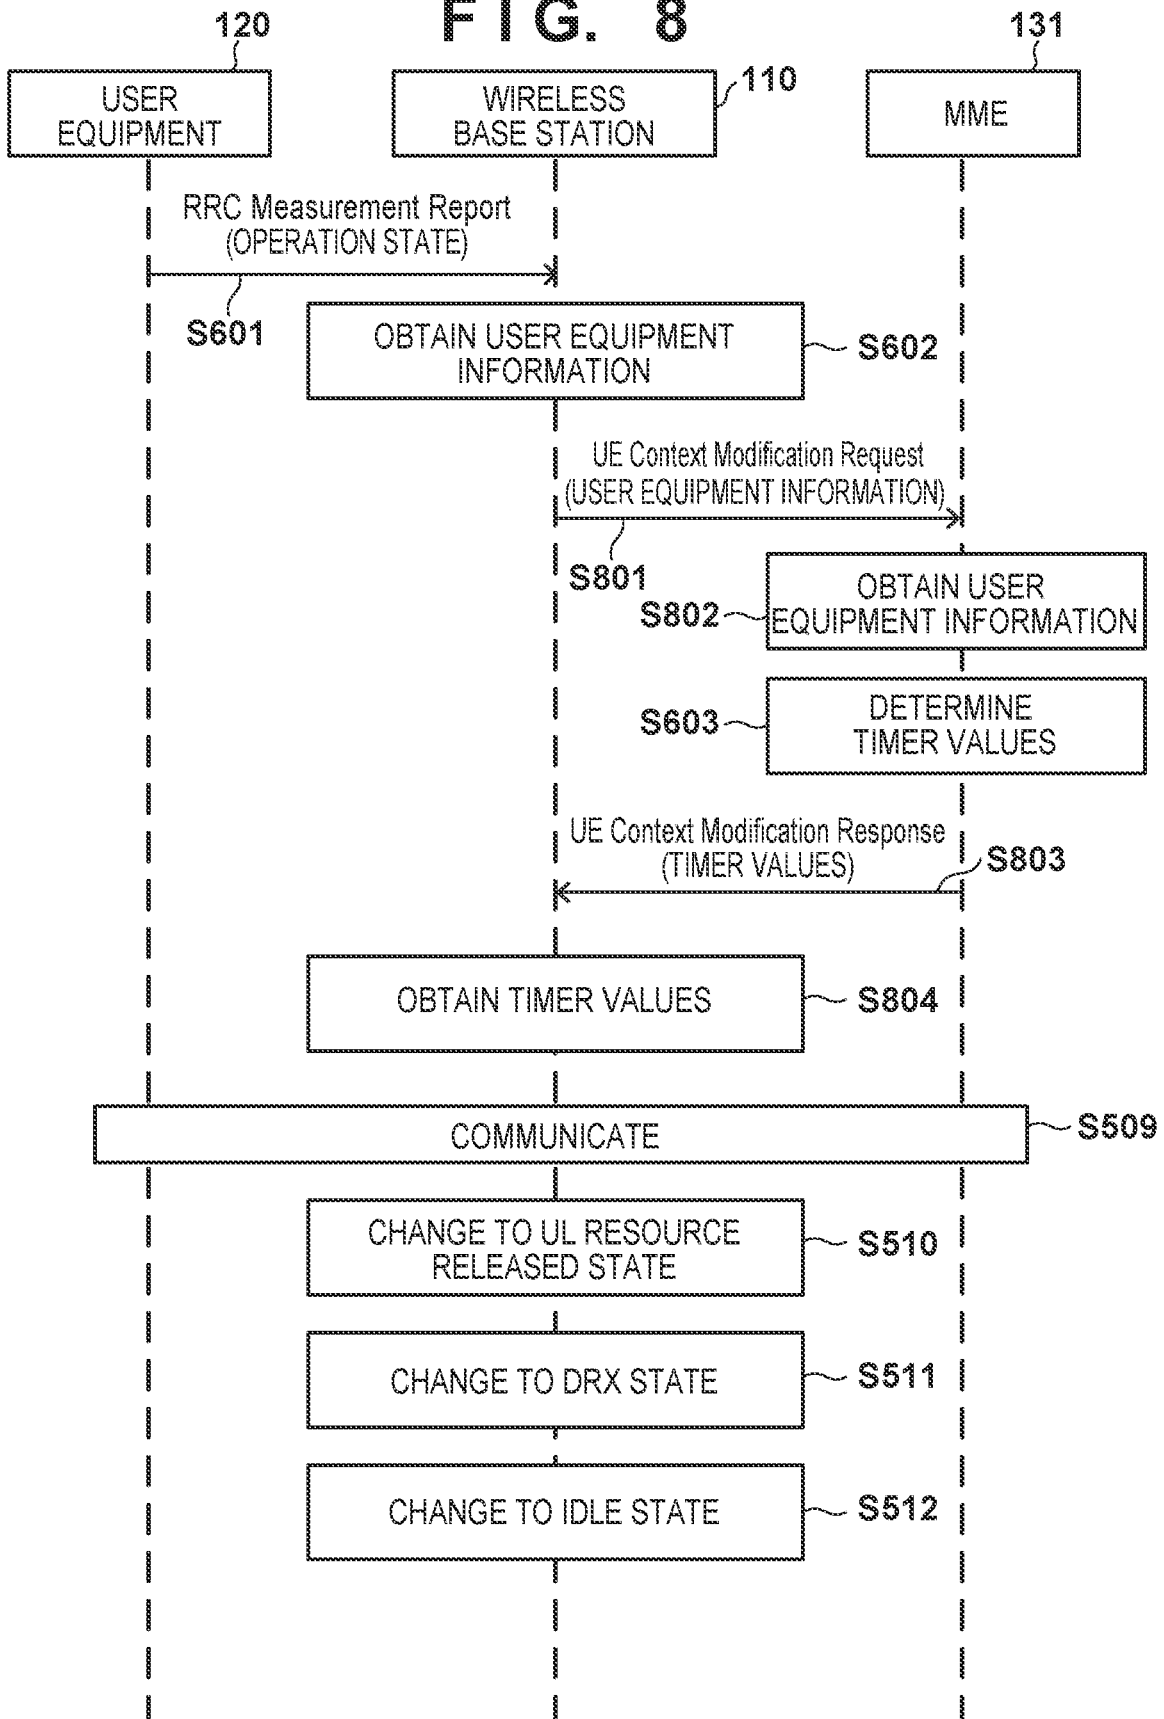 FIG. 8
120
131
USER
EQUIPMENT
WIRELESS
BASE STATION
110
MME
RRC Measurement Report
(OPERATION STATE)
S601
OBTAIN USER EQUIPMENT
INFORMATION
S602
UE Context Modification Request
(USER EQUIPMENT INFORMATION)
S801
OBTAIN USER
EQUIPMENT INFORMATION
S802
DETERMINE
TIMER VALUES
S603
UE Context Modification Response
(TIMER VALUES)
S803
OBTAIN TIMER VALUES
S804
COMMUNICATE
S509
CHANGE TO UL RESOURCE
RELEASED STATE
S510
CHANGE TO DRX STATE
S511
CHANGE TO IDLE STATE
S512